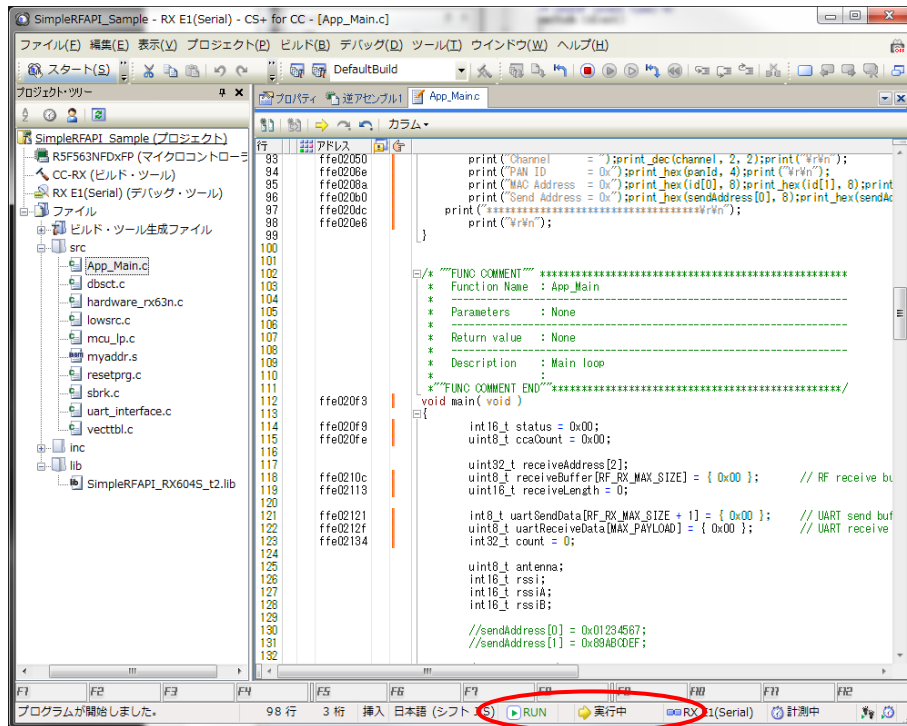 SimpleRFAPI_Sample - RX E1(Serial) - CS+ for CC - [App_Main.c]
ファイル(F) 編集(E) 表示(V) プロジェクト(P) ビルド(B) デバッグ(D) ツール(T) ウインドウ(W) ヘルプ(H)
スタート(S) DefaultBuild
プロジェクト・ツリー
プロパティ 逆アセンブル1 App_Main.c
カラム
SimpleRFAPI_Sample (プロジェクト)
R5F563NFDxFP (マイクロコントローラ
CC-RX (ビルド・ツール)
RX E1(Serial) (デバッグ・ツール)
ファイル
ビルド・ツール生成ファイル
src
App_Main.c
dbsct.c
hardware_rx63n.c
lowsrc.c
mcu_lp.c
myaddr.s
resetprg.c
sbrk.c
uart_interface.c
vecttbl.c
inc
lib
SimpleRFAPI_RX604S_t2.lib
行 アドレス
93 ffe02050 print("Channel = ");print_dec(channel, 2, 2);print("¥r¥n");
94 ffe0206e print("PAN ID = 0x");print_hex(panId, 4);print("¥r¥n");
95 ffe0208a print("MAC Address = 0x");print_hex(id[0], 8);print_hex(id[1], 8);print
96 ffe020b0 print("Send Address = 0x");print_hex(sendAddress[0], 8);print_hex(sendAd
97 ffe020dc print("************************************¥r¥n");
98 ffe020e6 print("¥r¥n");
99 }
100
101
102 /* ""FUNC COMMENT"" ***************************************************
103 * Function Name : App_Main
104 * ------------------------------------------------------------------
105 * Parameters : None
106 * ------------------------------------------------------------------
107 * Return value : None
108 * ------------------------------------------------------------------
109 * Description : Main loop
110 * :
111 *""FUNC COMMENT END""************************************************/
112 ffe020f3 void main( void )
113 {
114 ffe020f9 int16_t status = 0x00;
115 ffe020fe uint8_t ccaCount = 0x00;
116
117 uint32_t receiveAddress[2];
118 ffe0210c uint8_t receiveBuffer[RF_RX_MAX_SIZE] = { 0x00 }; // RF receive bu
119 ffe02113 uint16_t receiveLength = 0;
120
121 ffe02121 int8_t uartSendData[RF_RX_MAX_SIZE + 1] = { 0x00 }; // UART send buf
122 ffe0212f uint8_t uartReceiveData[MAX_PAYLOAD] = { 0x00 }; // UART receive
123 ffe02134 int32_t count = 0;
124
125 uint8_t antenna;
126 int16_t rssi;
127 int16_t rssiA;
128 int16_t rssiB;
129
130 //sendAddress[0] = 0x01234567;
131 //sendAddress[1] = 0x89ABCDEF;
132
F1 F2 F3 F4 F5 F6 F7 F8 F9 F10 F11 F12
プログラムが開始しました。 98 行 3 桁 挿入 日本語 (シフト JIS) RUN 実行中 RX E1(Serial) 計測中